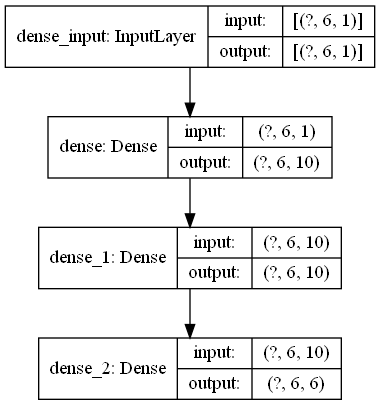 dense_input: InputLayer
input: [(?, 6, 1)]
output: [(?, 6, 1)]
dense: Dense
input: (?, 6, 1)
output: (?, 6, 10)
dense_1: Dense
input: (?, 6, 10)
output: (?, 6, 10)
dense_2: Dense
input: (?, 6, 10)
output: (?, 6, 6)